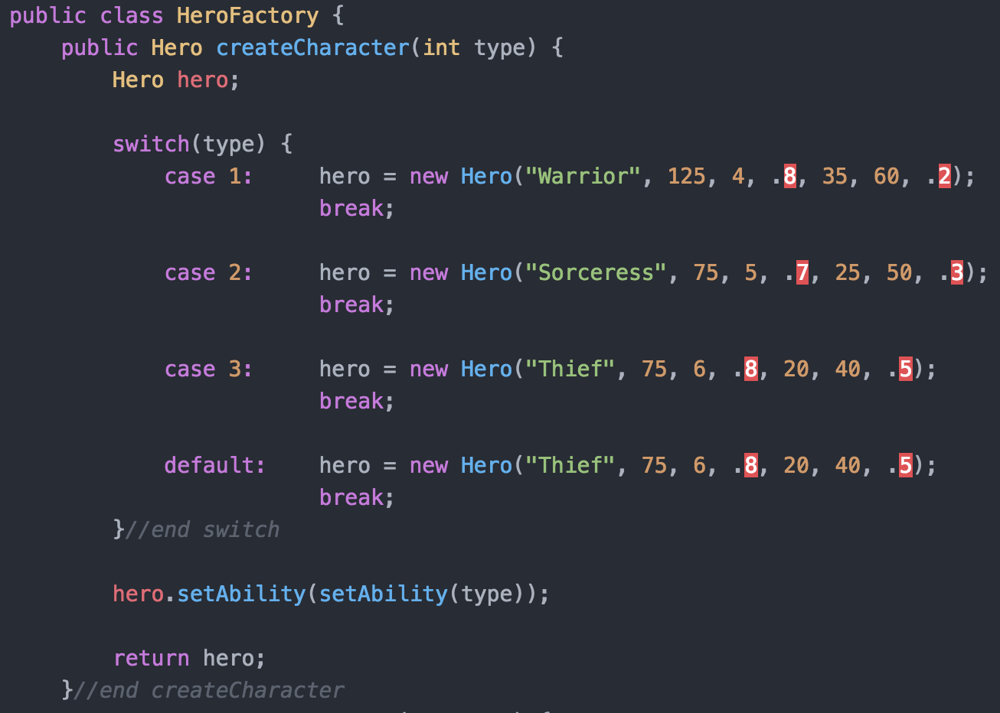 public class HeroFactory {
    public Hero createCharacter(int type) {
        Hero hero;
        switch(type) {
            case 1:     hero = new Hero("Warrior", 125, 4, .8, 35, 60, .2);
                        break;
            case 2:     hero = new Hero("Sorceress", 75, 5, .7, 25, 50, .3);
                        break;
            case 3:     hero = new Hero("Thief", 75, 6, .8, 20, 40, .5);
                        break;
            default:    hero = new Hero("Thief", 75, 6, .8, 20, 40, .5);
                        break;
        }//end switch
        hero.setAbility(setAbility(type));
        return hero;
    }//end createCharacter